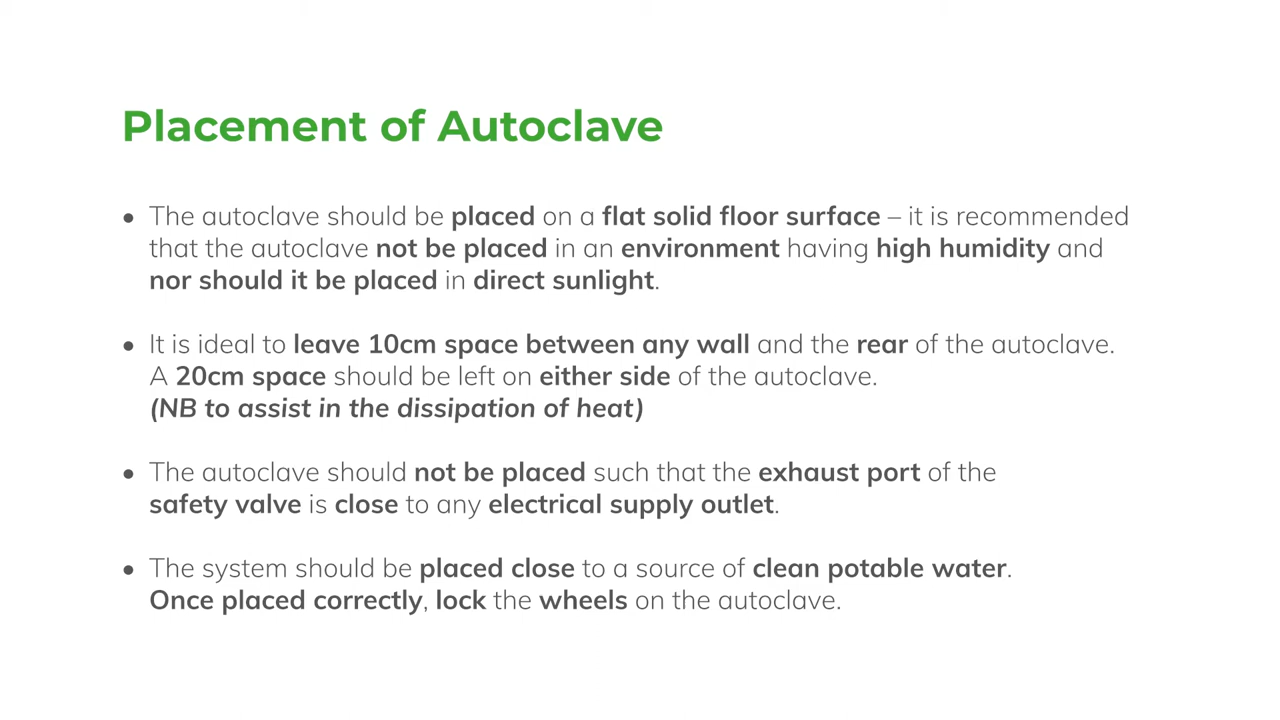 Placement of Autoclave
• The autoclave should be placed on a flat solid floor surface – it is recommended
that the autoclave not be placed in an environment having high humidity and
nor should it be placed in direct sunlight.
• It is ideal to leave 10cm space between any wall and the rear of the autoclave.
A 20cm space should be left on either side of the autoclave.
(NB to assist in the dissipation of heat)
• The autoclave should not be placed such that the exhaust port of the
safety valve is close to any electrical supply outlet.
• The system should be placed close to a source of clean potable water.
Once placed correctly, lock the wheels on the autoclave.